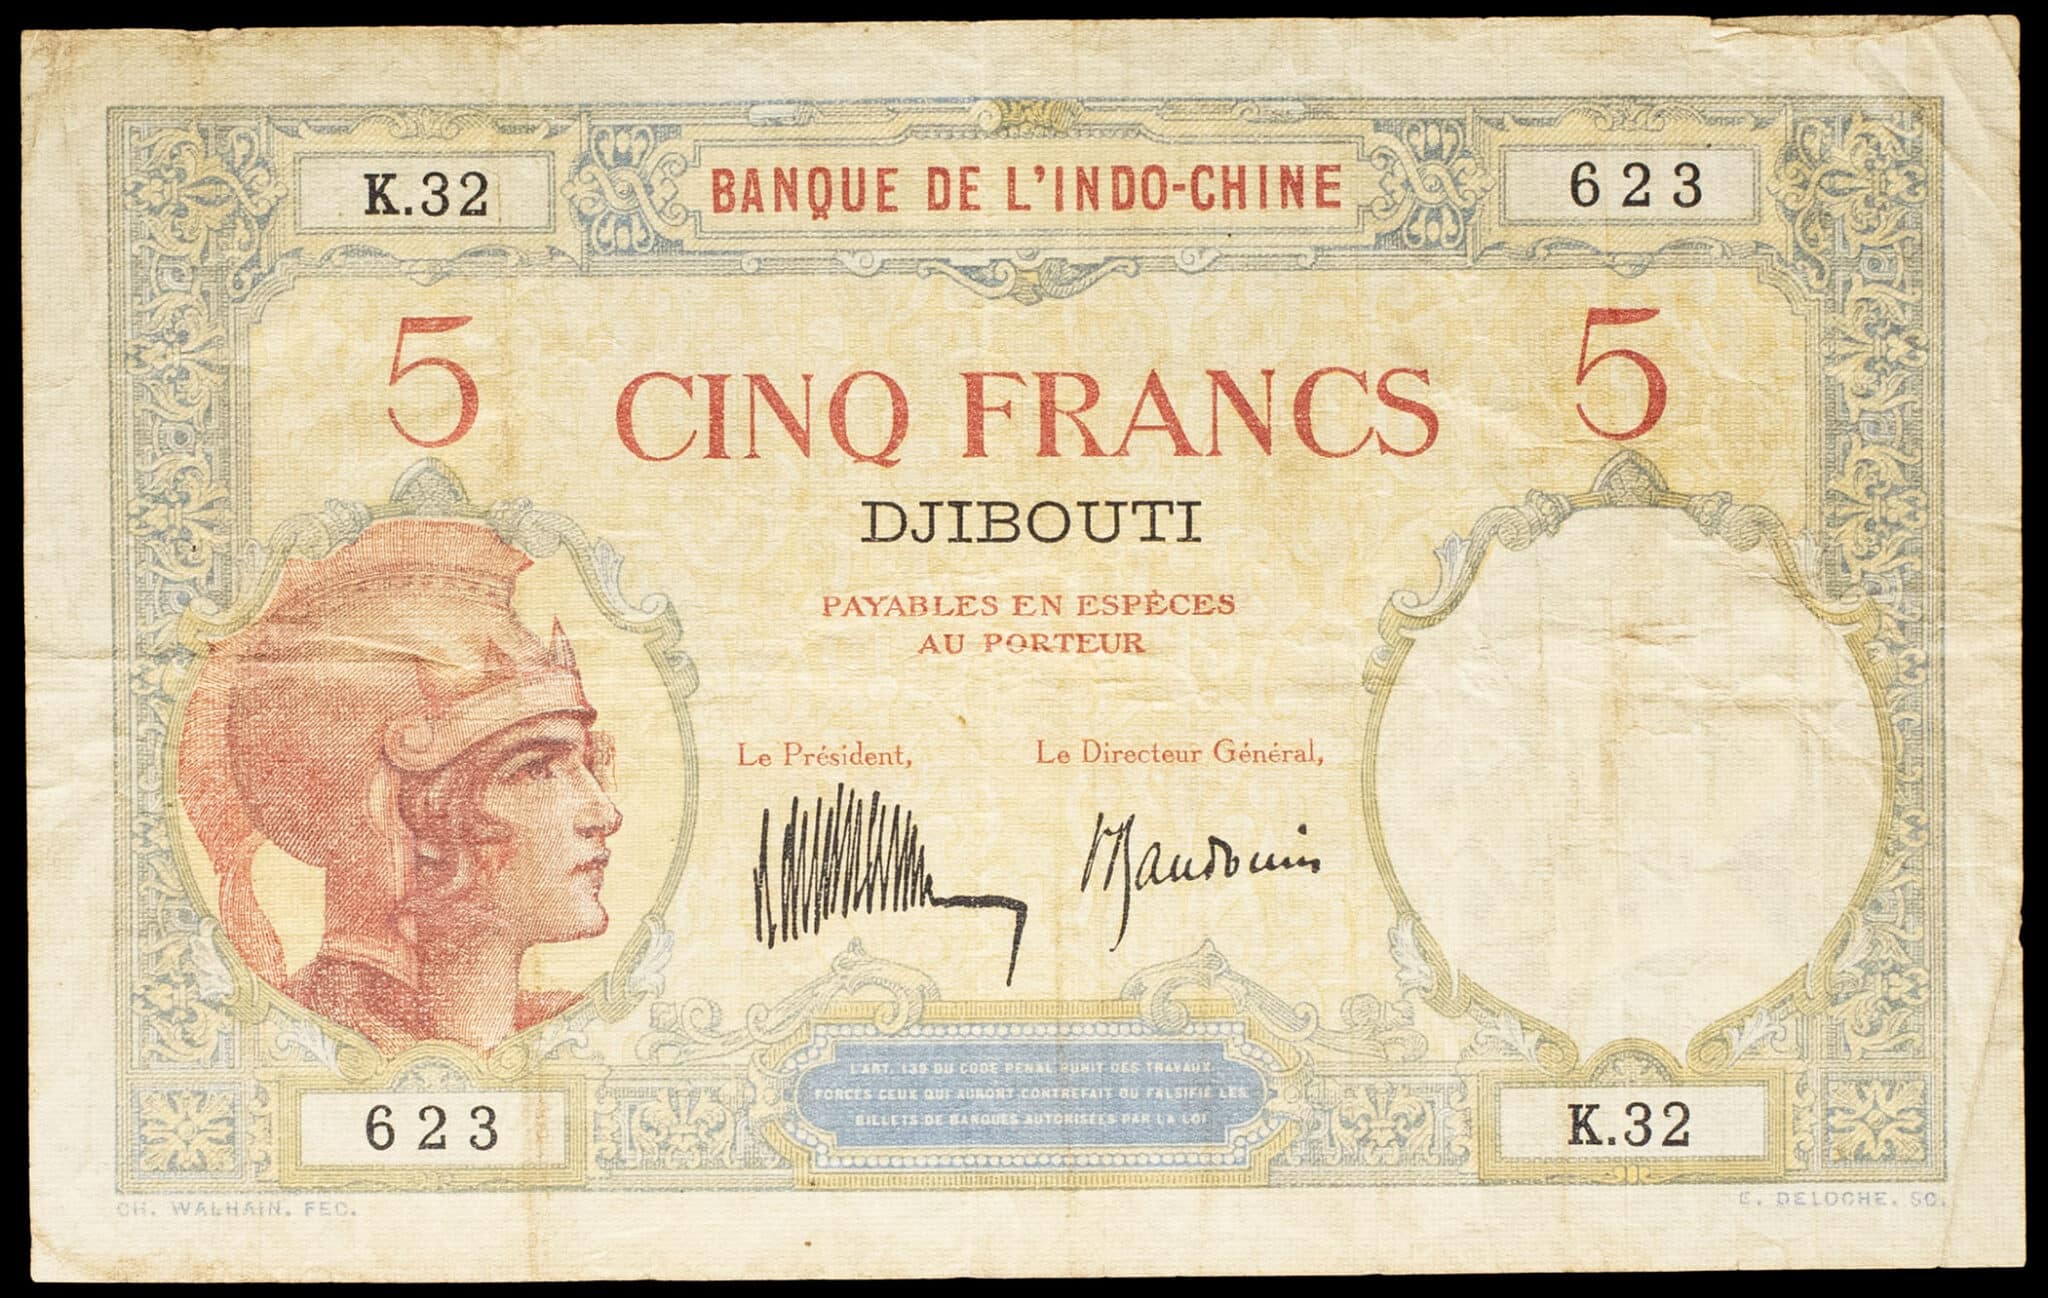 K.32
BANQUE DE L'INDO-CHINE
623
5
CINQ FRANCS
5
DJIBOUTI
PAYABLES EN ESPÈCES
AU PORTEUR
Le Président,
Le Directeur Général,
PBaudouin
L'ART. 139 DU CODE PENAL PUNIT DES TRAVAUX
FORCES CEUX QUI AURONT CONTREFAIT OU FALSIFIE LES
BILLETS DE BANQUES AUTORISEES PAR LA LOI
623
K.32
CH. WALHAIN. FEC.
E. DELOCHE. SC.